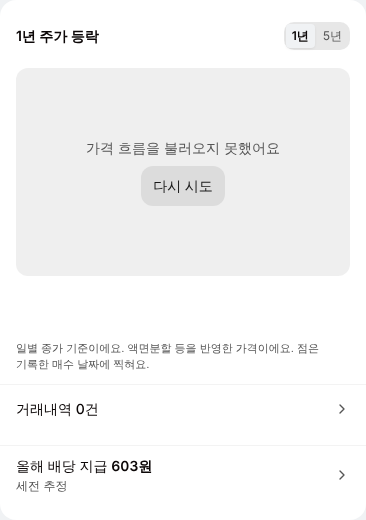 1년 주가 등락
1년 5년
가격 흐름을 불러오지 못했어요
다시 시도
일별 종가 기준이에요. 액면분할 등을 반영한 가격이에요. 점은
기록한 매수 날짜에 찍혀요.
거래내역 0건
올해 배당 지급 603원
세전 추정